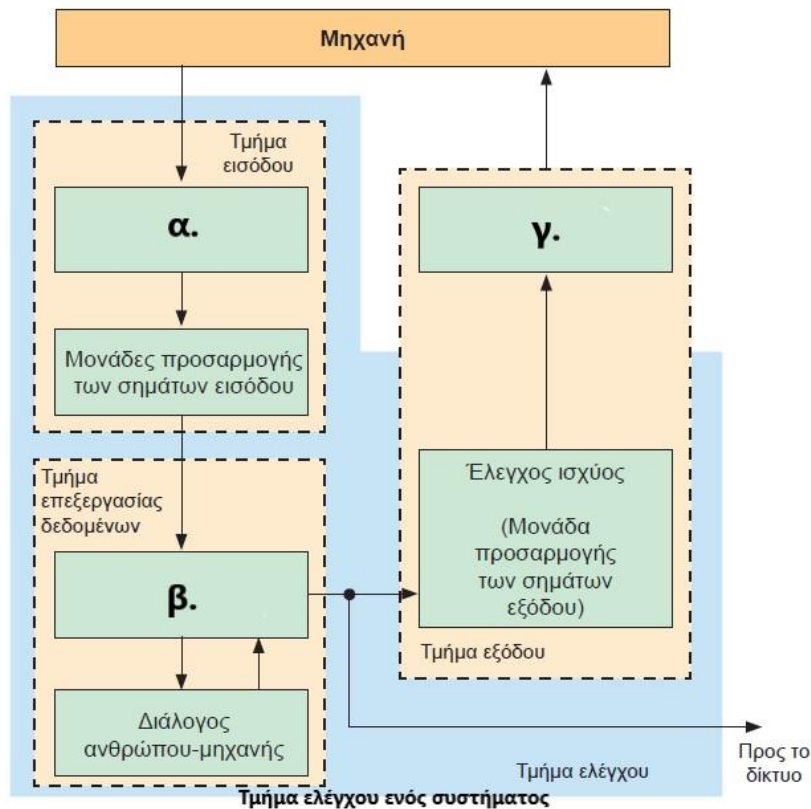 Μηχανή
Τμήμα
εισόδου
α.
Μονάδες προσαρμογής
των σημάτων εισόδου
Τμήμα
επεξεργασίας
δεδομένων
β.
Διάλογος
ανθρώπου-μηχανής
γ.
Έλεγχος ισχύος
(Μονάδα
προσαρμογής
των σημάτων
εξόδου)
Τμήμα εξόδου
Τμήμα ελέγχου
Προς το
δίκτυο
Τμήμα ελέγχου ενός συστήματος